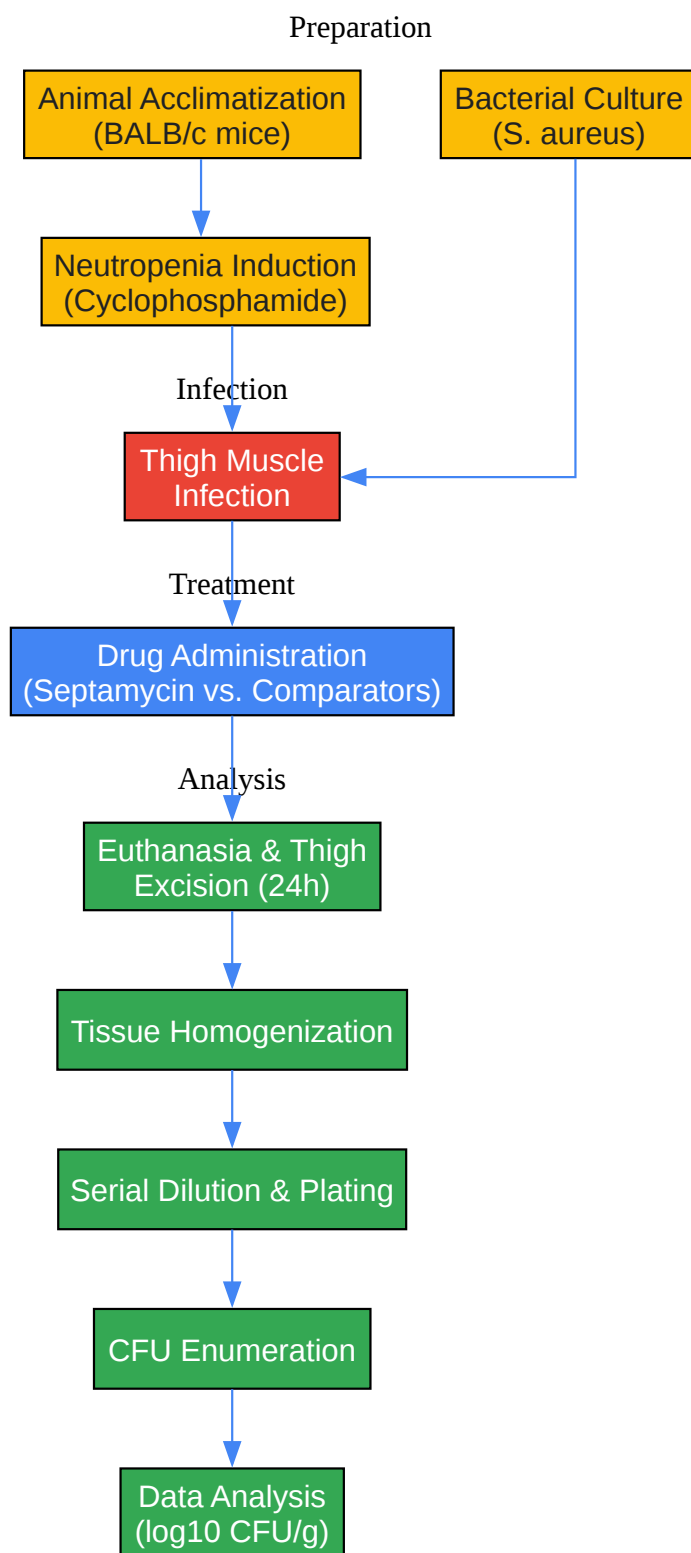 Preparation
Animal Acclimatization
(BALB/c mice)
Bacterial Culture
(S. aureus)
Neutropenia Induction
(Cyclophosphamide)
Infection
Thigh Muscle
Infection
Treatment
Drug Administration
(Septamycin vs. Comparators)
Analysis
Euthanasia & Thigh
Excision (24h)
Tissue Homogenization
Serial Dilution & Plating
CFU Enumeration
Data Analysis
(log10 CFU/g)